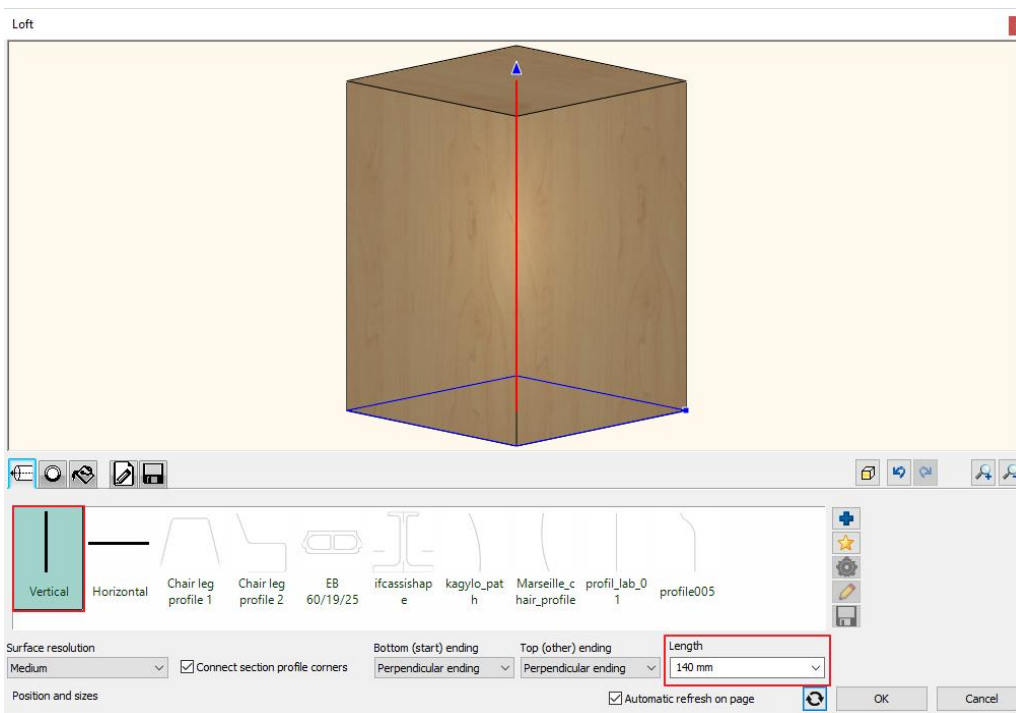 Loft
Vertical
Horizontal
Chair leg
profile 1
Chair leg
profile 2
EB
60/19/25
ifcassishap
e
kagylo_pat
h
Marseille_c
hair_profile
profil_lab_0
1
profile005
Surface resolution
Medium
Connect section profile corners
Bottom (start) ending
Perpendicular ending
Top (other) ending
Perpendicular ending
Length
140 mm
Position and sizes
Automatic refresh on page
OK
Cancel